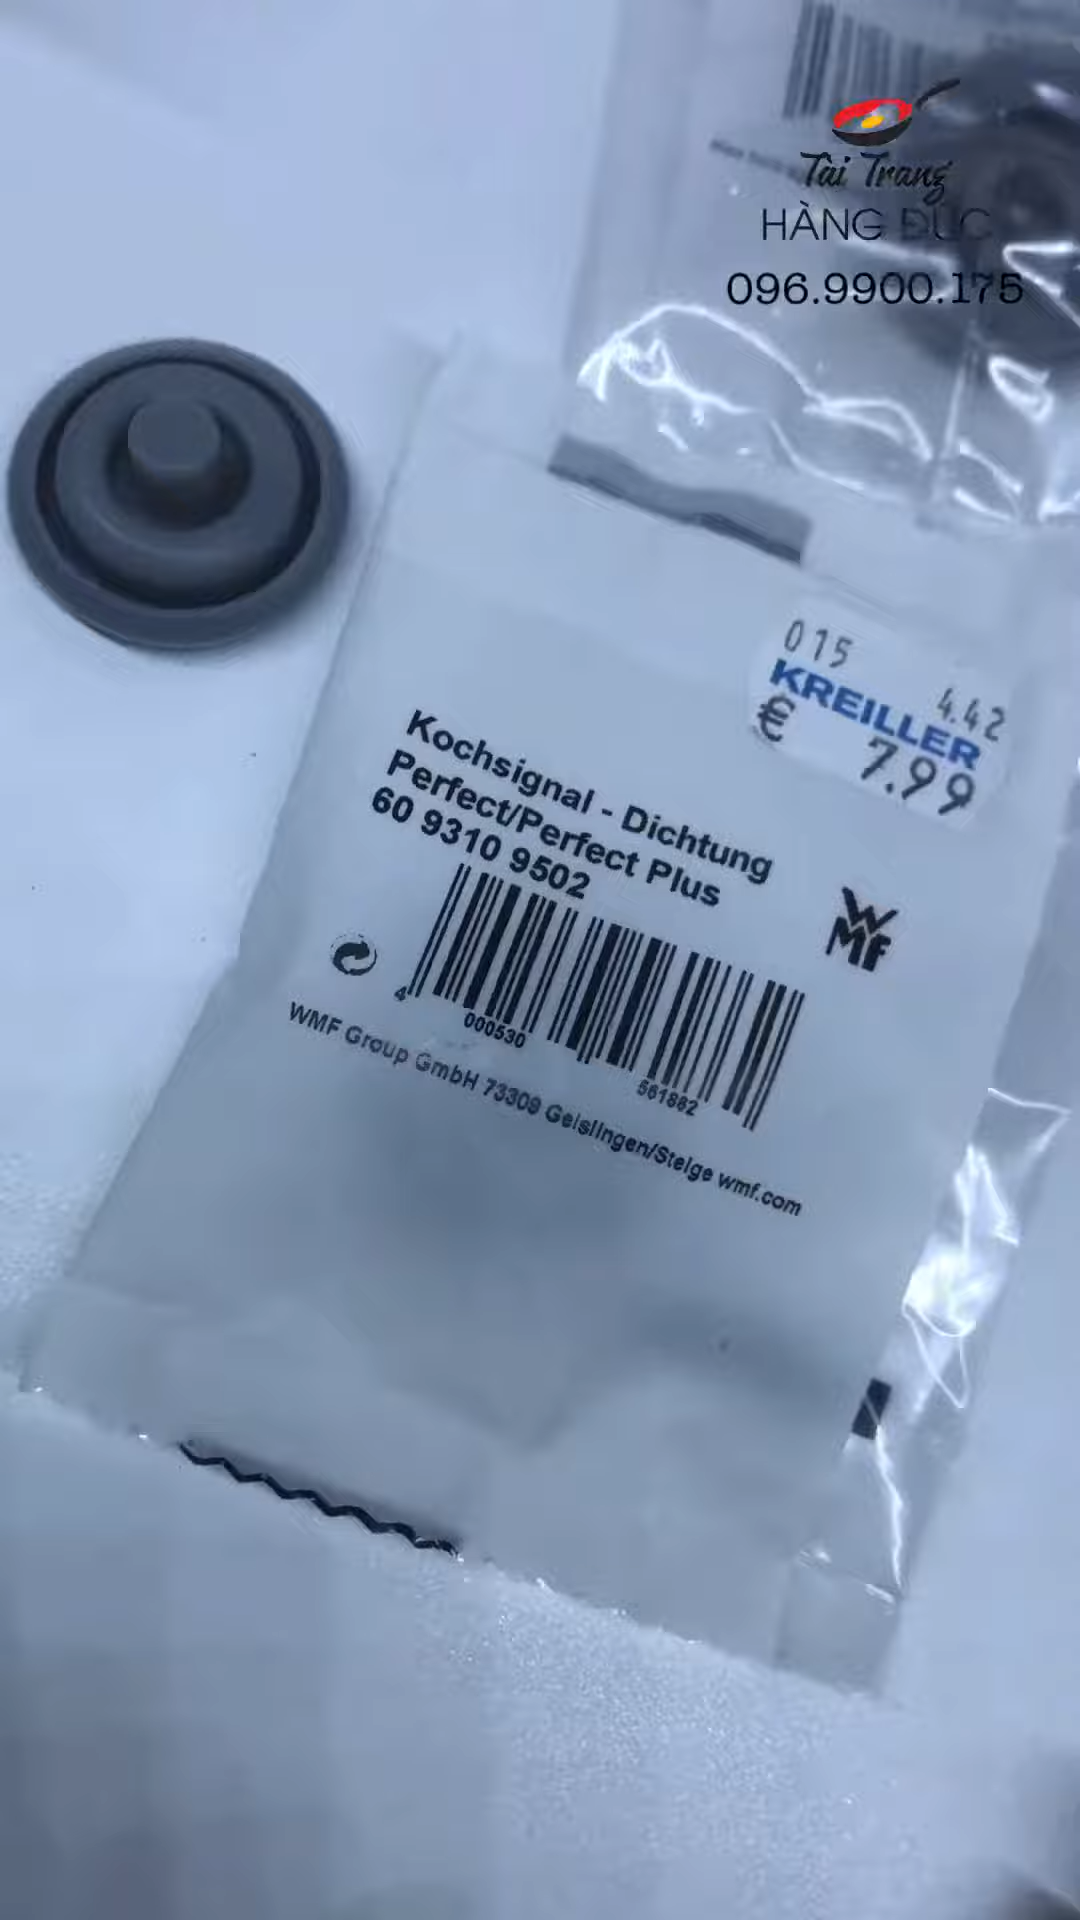 Tài Trang
HÀNG ĐỨC
096.9900.175
015
4.42
KREILLER
€ 7.99
Kochsignal - Dichtung
Perfect/Perfect Plus
60 9310 9502
WMF
4 000530 561882
WMF Group GmbH 73309 Geislingen/Steige wmf.com